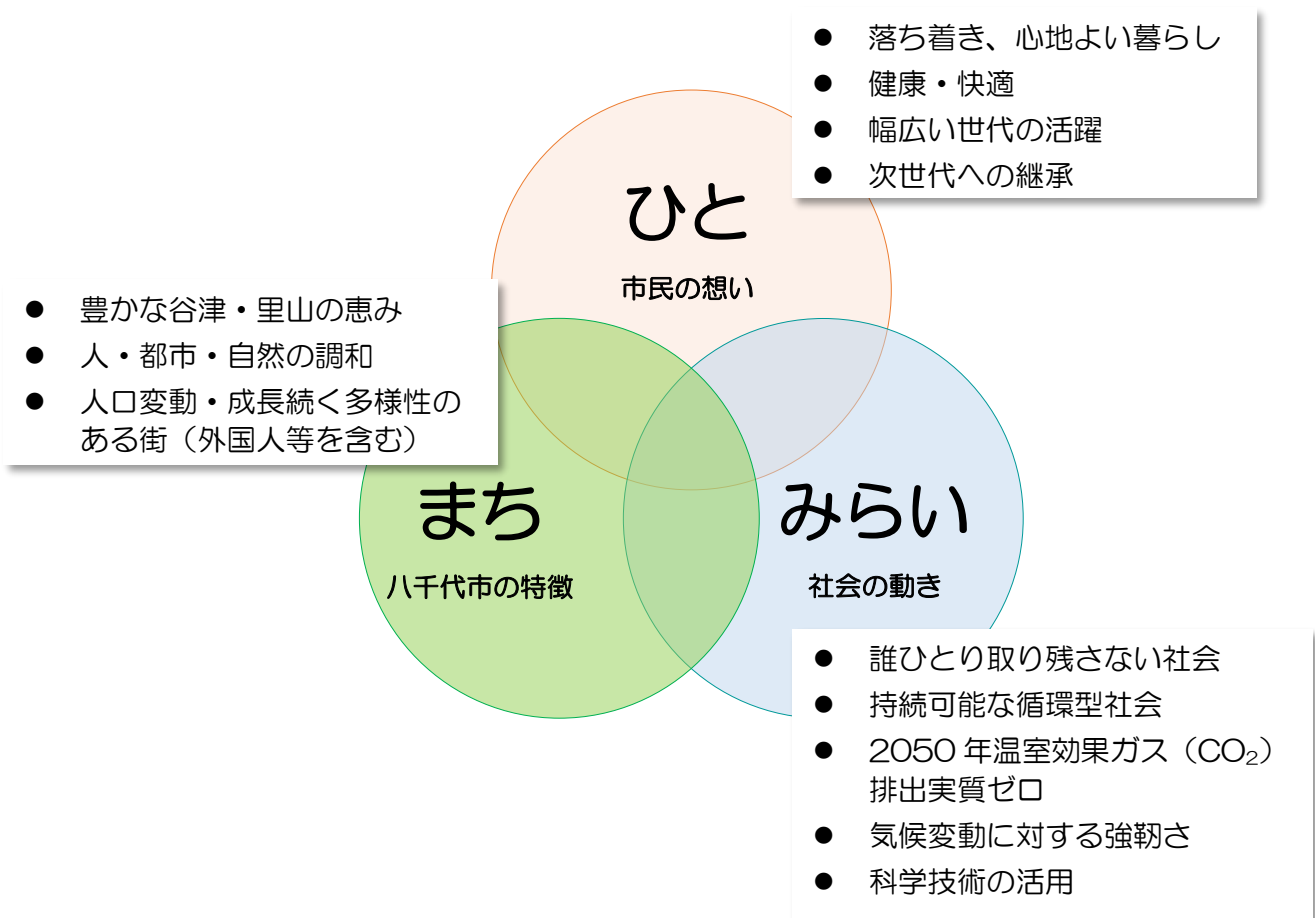 ● 落ち着き、心地よい暮らし
● 健康・快適
● 幅広い世代の活躍
● 次世代への継承
ひと
市民の想い
● 豊かな谷津・里山の恵み
● 人・都市・自然の調和
● 人口変動・成長続く多様性の
ある街（外国人等を含む）
まち
八千代市の特徴
みらい
社会の動き
● 誰ひとり取り残さない社会
● 持続可能な循環型社会
● 2050 年温室効果ガス（CO₂）
排出実質ゼロ
● 気候変動に対する強靭さ
● 科学技術の活用